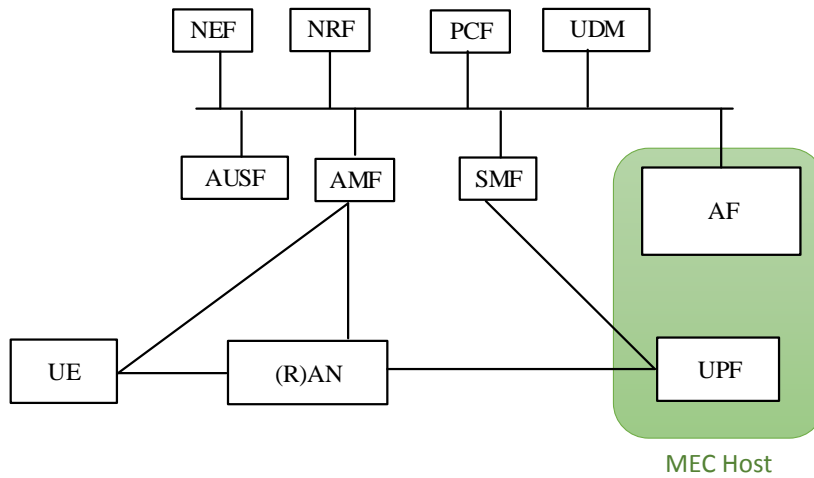 NEF
NRF
PCF
UDM
AUSF
AMF
SMF
AF
UE
(R)AN
UPF
MEC Host